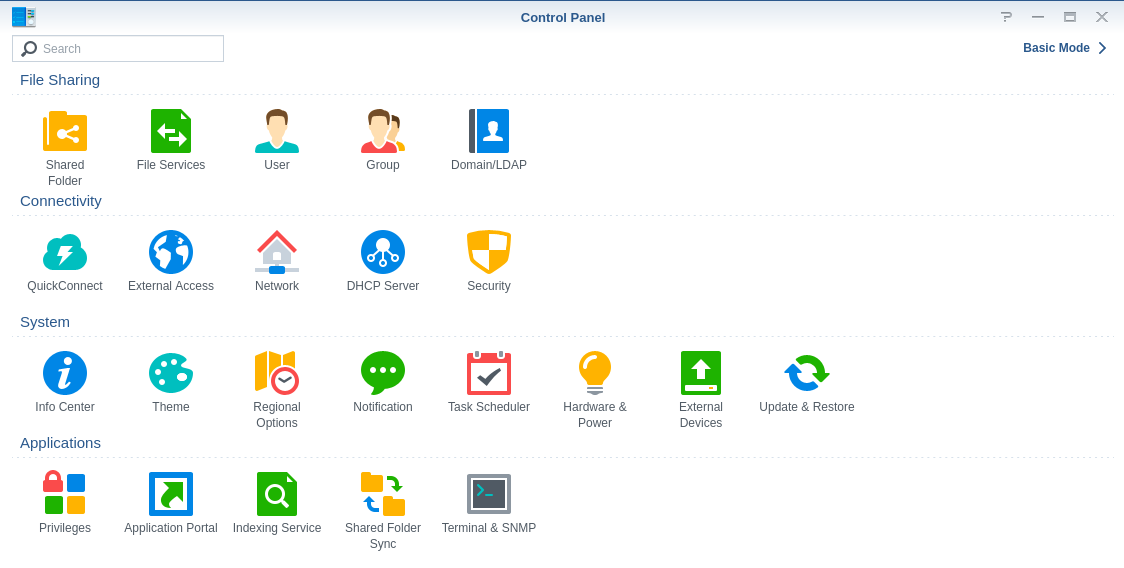 Control Panel
Search
Basic Mode
File Sharing
Shared
Folder
File Services
User
Group
Domain/LDAP
Connectivity
QuickConnect
External Access
Network
DHCP Server
Security
System
Info Center
Theme
Regional
Options
Notification
Task Scheduler
Hardware &
Power
External
Devices
Update & Restore
Applications
Privileges
Application Portal
Indexing Service
Shared Folder
Sync
Terminal & SNMP